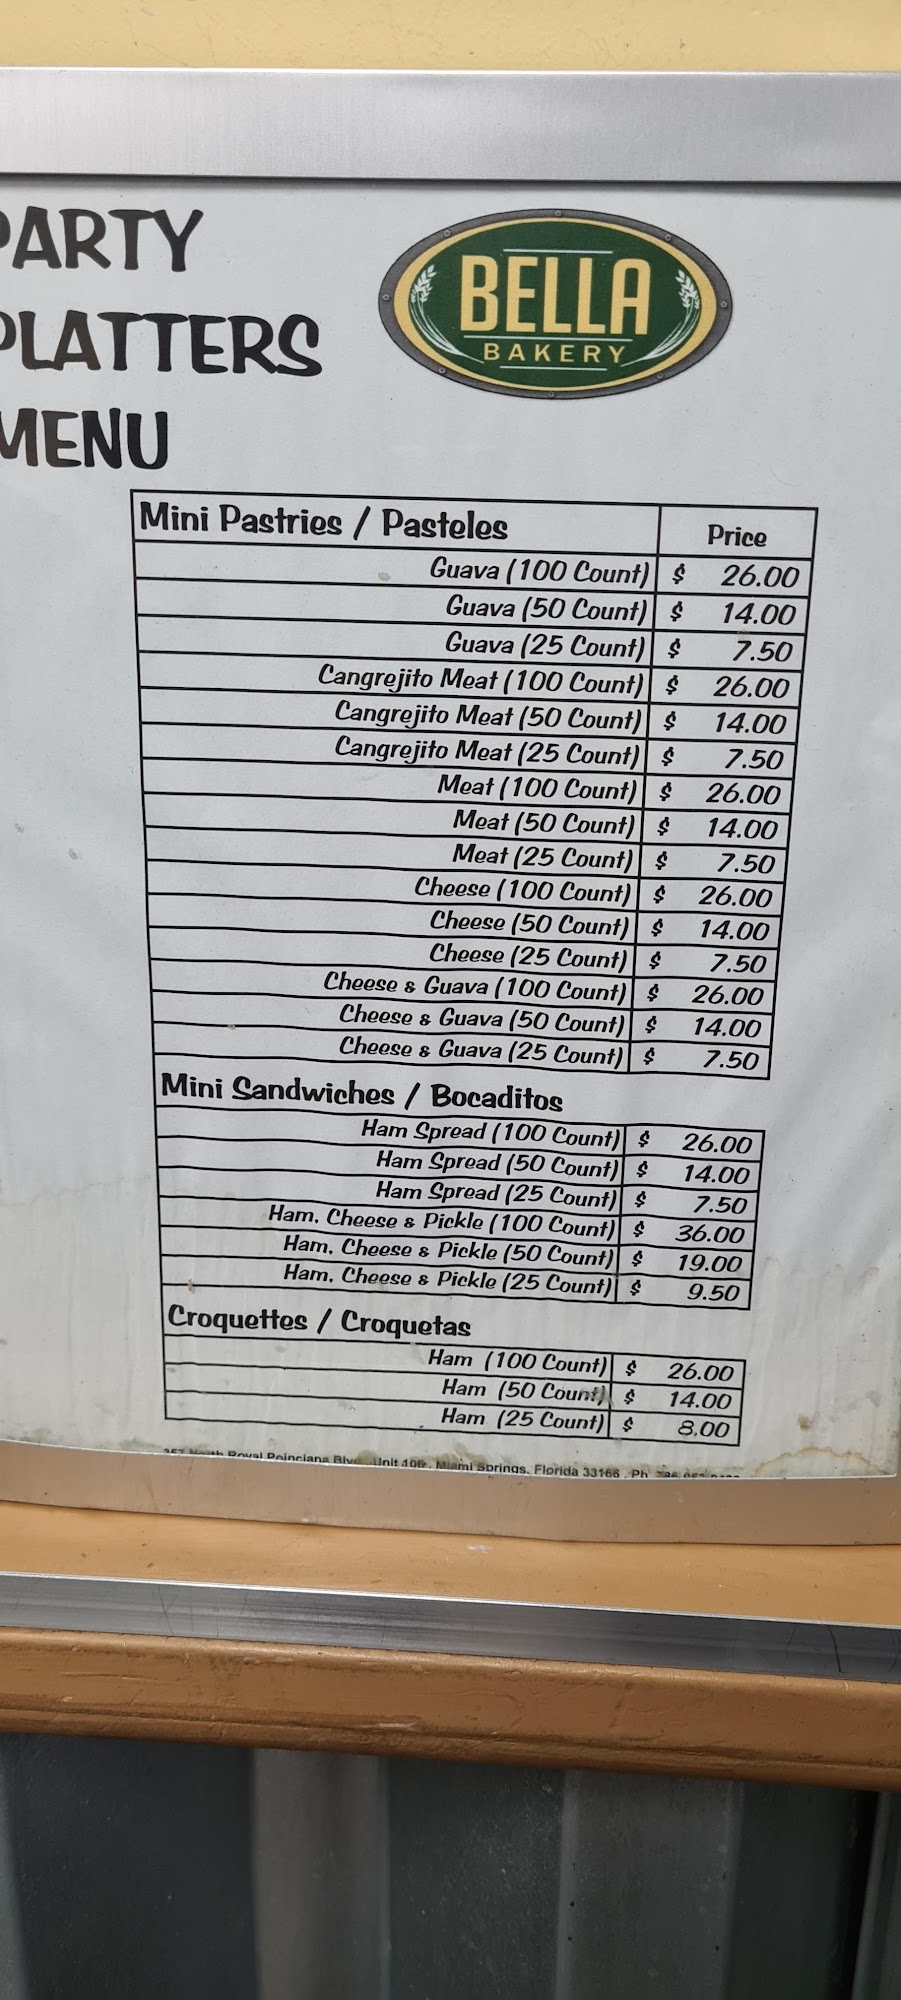 PARTY
PLATTERS
MENU
BELLA
BAKERY
Mini Pastries / Pasteles Price
Guava (100 Count) $ 26.00
Guava (50 Count) $ 14.00
Guava (25 Count) $ 7.50
Cangrejito Meat (100 Count) $ 26.00
Cangrejito Meat (50 Count) $ 14.00
Cangrejito Meat (25 Count) $ 7.50
Meat (100 Count) $ 26.00
Meat (50 Count) $ 14.00
Meat (25 Count) $ 7.50
Cheese (100 Count) $ 26.00
Cheese (50 Count) $ 14.00
Cheese (25 Count) $ 7.50
Cheese & Guava (100 Count) $ 26.00
Cheese & Guava (50 Count) $ 14.00
Cheese & Guava (25 Count) $ 7.50
Mini Sandwiches / Bocaditos
Ham Spread (100 Count) $ 26.00
Ham Spread (50 Count) $ 14.00
Ham Spread (25 Count) $ 7.50
Ham, Cheese & Pickle (100 Count) $ 36.00
Ham, Cheese & Pickle (50 Count) $ 19.00
Ham, Cheese & Pickle (25 Count) $ 9.50
Croquettes / Croquetas
Ham (100 Count) $ 26.00
Ham (50 Count) $ 14.00
Ham (25 Count) $ 8.00
North Royal Poinciana Blvd. Unit 106, Miami Springs, Florida 33166 . Ph